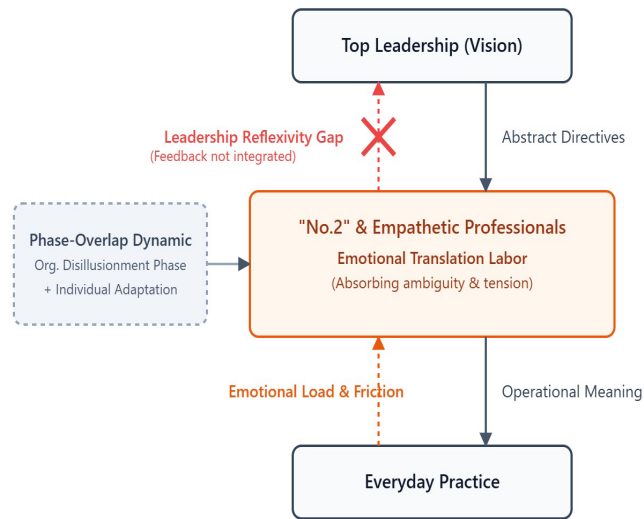 Top Leadership (Vision)
Leadership Reflexivity Gap
(Feedback not integrated)
Abstract Directives
Phase-Overlap Dynamic
Org. Disillusionment Phase
+ Individual Adaptation
"No.2" & Empathetic Professionals
Emotional Translation Labor
(Absorbing ambiguity & tension)
Emotional Load & Friction
Operational Meaning
Everyday Practice